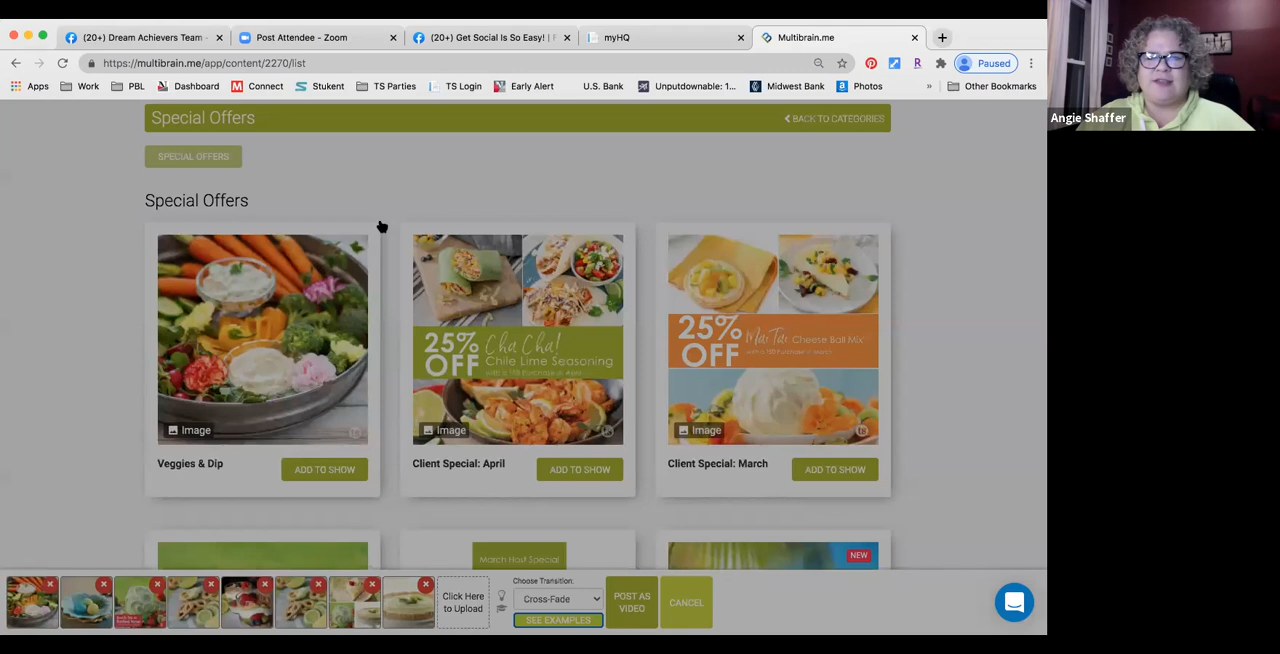 (20+) Dream Achievers Team -
Post Attendee - Zoom
(20+) Get Social Is So Easy! | F
myHQ
Multibrain.me
https://multibrain.me/app/content/2270/list
Paused
Apps
Work
PBL
Dashboard
Connect
Stukent
TS Parties
TS Login
Early Alert
U.S. Bank
Unputdownable: 1...
Midwest Bank
Photos
»
Other Bookmarks
Angie Shaffer
Special Offers
BACK TO CATEGORIES
SPECIAL OFFERS
Special Offers
25% OFF
Cha Cha!
Chile Lime Seasoning
25% OFF
Mai Tai Cheese Ball Mix
Image
Image
Image
Veggies & Dip
ADD TO SHOW
Client Special: April
ADD TO SHOW
Client Special: March
ADD TO SHOW
March Host Special
NEW
Click Here
to Upload
Choose Transition:
Cross-Fade
SEE EXAMPLES
POST AS
VIDEO
CANCEL